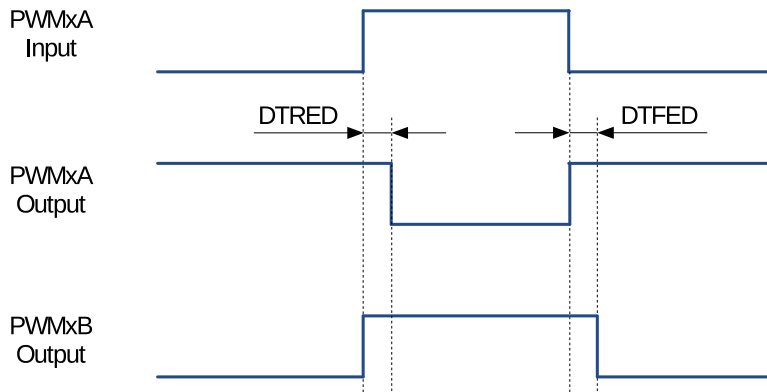 PWMxA
Input
DTRED
DTFED
PWMxA
Output
PWMxB
Output